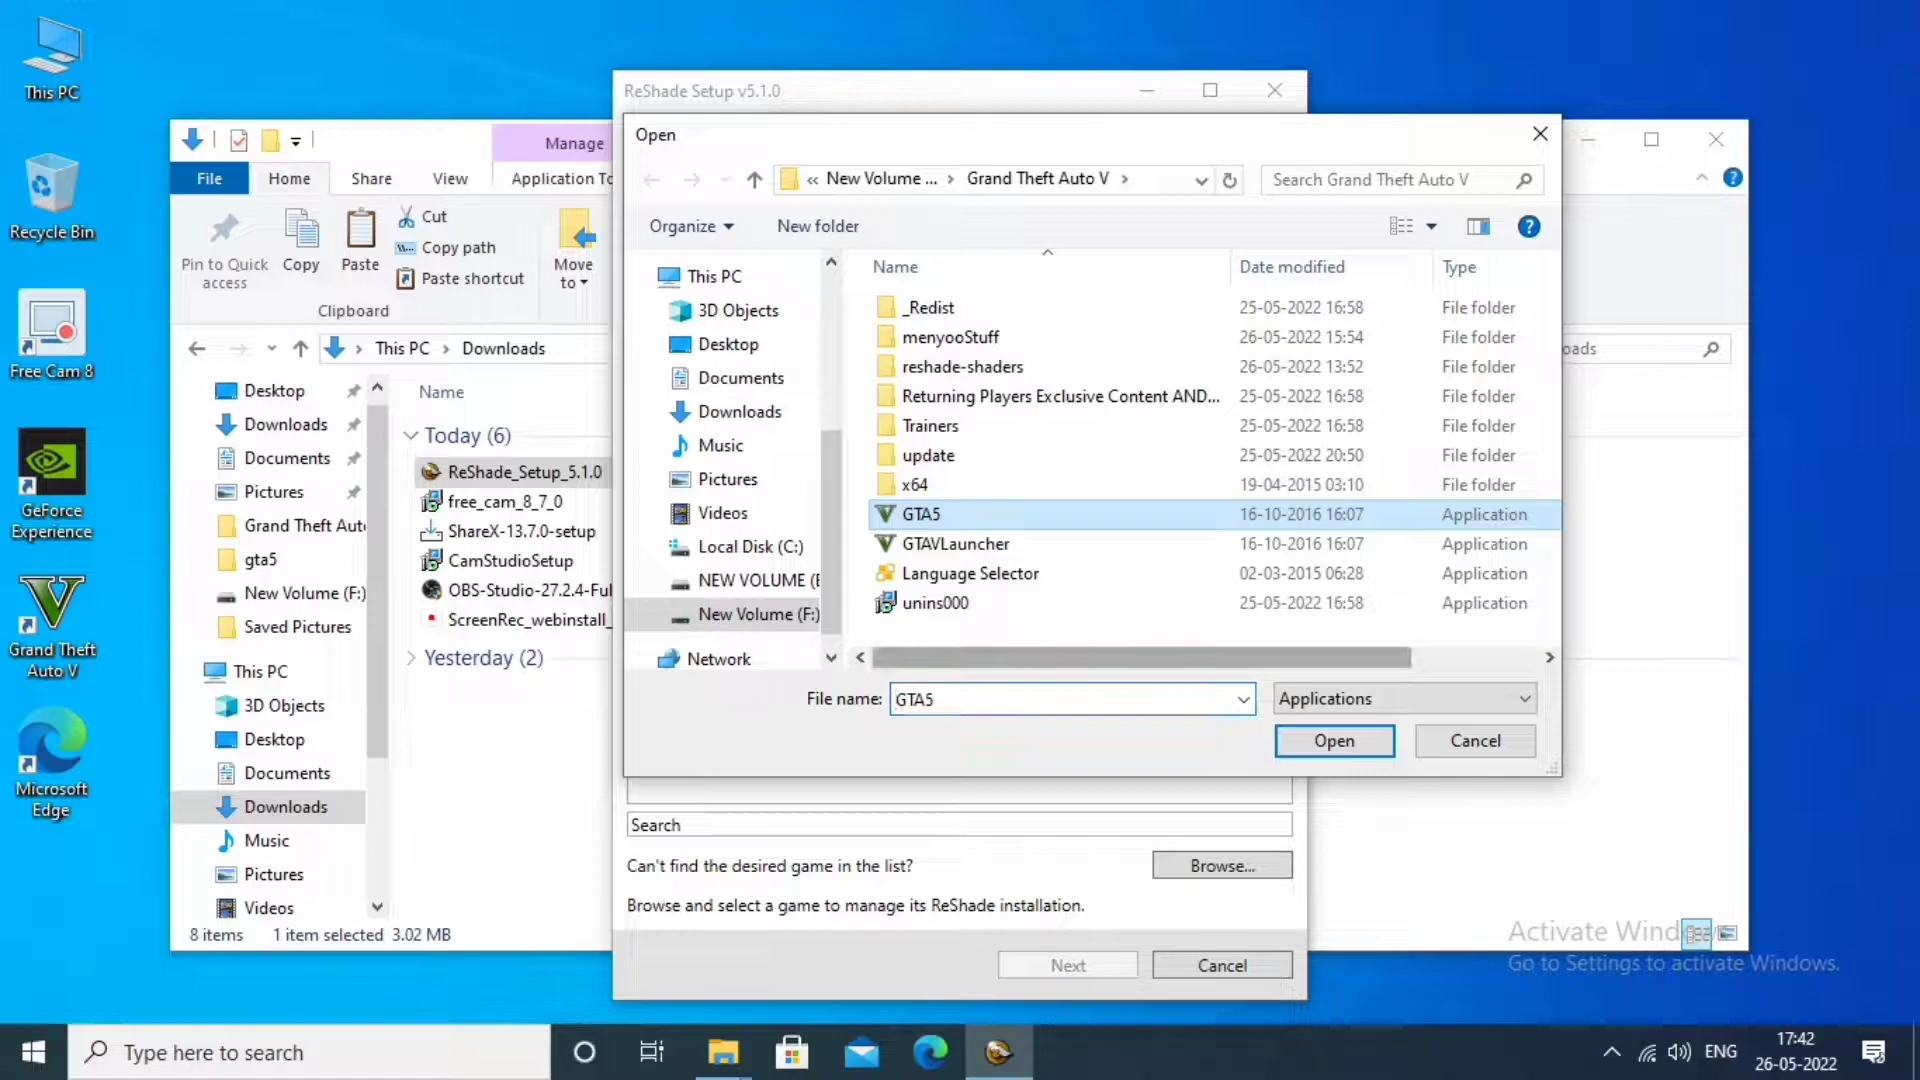 This PC
Recycle Bin
Free Cam 8
GeForce
Experience
Grand Theft
Auto V
Microsoft
Edge
Manage
File
Home
Share
View
Application To
Pin to Quick
access
Copy
Paste
Cut
Copy path
Paste shortcut
Move
to
Clipboard
This PC > Downloads
oads
Desktop
Downloads
Documents
Pictures
Grand Theft Aut
gta5
New Volume (F:)
Saved Pictures
This PC
3D Objects
Desktop
Documents
Downloads
Music
Pictures
Videos
Name
Today (6)
ReShade_Setup_5.1.0
free_cam_8_7_0
ShareX-13.7.0-setup
CamStudioSetup
OBS-Studio-27.2.4-Ful
ScreenRec_webinstall_
Yesterday (2)
8 items 1 item selected 3.02 MB
ReShade Setup v5.1.0
Open
« New Volume ... > Grand Theft Auto V >
Search Grand Theft Auto V
Organize
New folder
This PC
3D Objects
Desktop
Documents
Downloads
Music
Pictures
Videos
Local Disk (C:)
NEW VOLUME (E
New Volume (F:)
Network
Name Date modified Type
_Redist 25-05-2022 16:58 File folder
menyooStuff 26-05-2022 15:54 File folder
reshade-shaders 26-05-2022 13:52 File folder
Returning Players Exclusive Content AND... 25-05-2022 16:58 File folder
Trainers 25-05-2022 16:58 File folder
update 25-05-2022 20:50 File folder
x64 19-04-2015 03:10 File folder
GTA5 16-10-2016 16:07 Application
GTAVLauncher 16-10-2016 16:07 Application
Language Selector 02-03-2015 06:28 Application
unins000 25-05-2022 16:58 Application
File name: GTA5
Applications
Open
Cancel
Search
Can't find the desired game in the list?
Browse...
Browse and select a game to manage its ReShade installation.
Next
Cancel
Activate Wind
Go to Settings to activate Windows.
Type here to search
ENG
17:42
26-05-2022